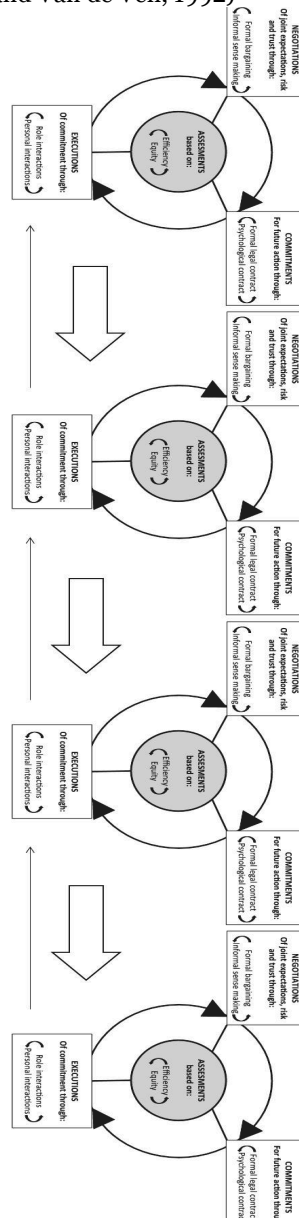 and Van de Ven, 1992)
NEGOTIATIONS
Of joint expectations, risk
and trust through:
Formal bargaining
Informal sense making
COMMITMENTS
For future action through:
Formal legal contract
Psychological contract
ASSESMENTS
based on:
Efficiency
Equity
EXECUTIONS
Of commitment through:
Role interactions
Personal interactions
NEGOTIATIONS
Of joint expectations, risk
and trust through:
Formal bargaining
Informal sense making
COMMITMENTS
For future action through:
Formal legal contract
Psychological contract
ASSESMENTS
based on:
Efficiency
Equity
EXECUTIONS
Of commitment through:
Role interactions
Personal interactions
NEGOTIATIONS
Of joint expectations, risk
and trust through:
Formal bargaining
Informal sense making
COMMITMENTS
For future action through:
Formal legal contract
Psychological contract
ASSESMENTS
based on:
Efficiency
Equity
EXECUTIONS
Of commitment through:
Role interactions
Personal interactions
NEGOTIATIONS
Of joint expectations, risk
and trust through:
Formal bargaining
Informal sense making
COMMITMENTS
For future action
Formal legal
Psychological
ASSESMENTS
based on:
Efficiency
Equity
EXECUTIONS
Of commitment through:
Role interactions
Personal interactions